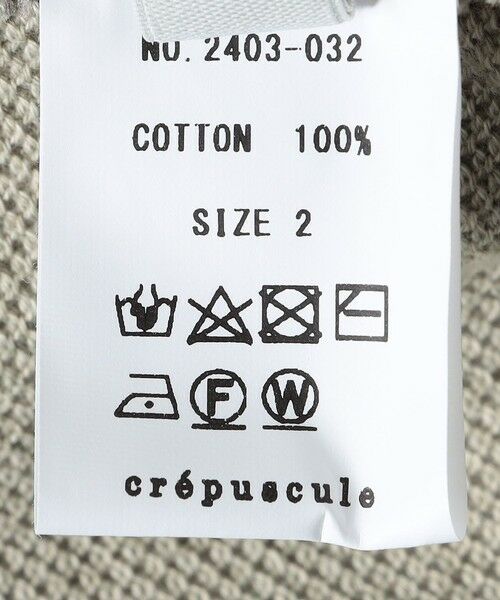 NO. 2403-032
COTTON 100%
SIZE 2
F W
crépuscule